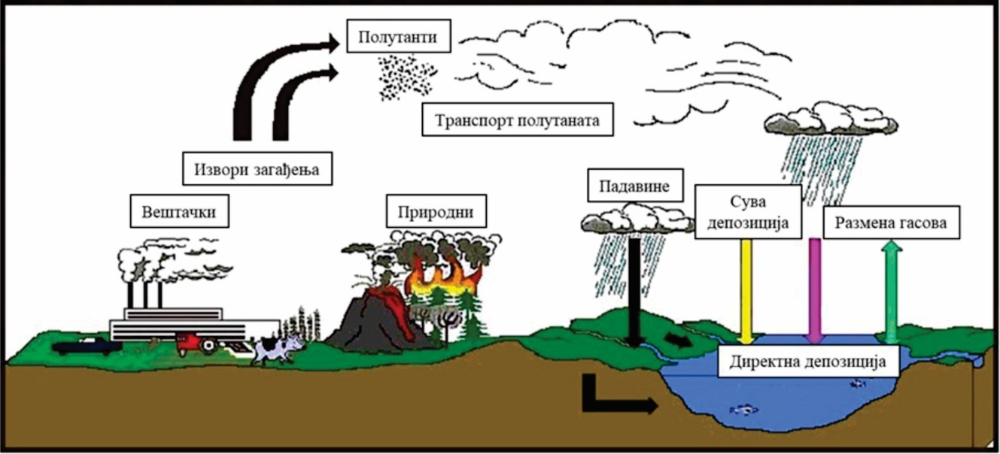 Полутанти
Транспорт полутаната
Извори загађења
Вештачки
Природни
Падавине
Сува
депозиција
Размена гасова
Директна депозиција